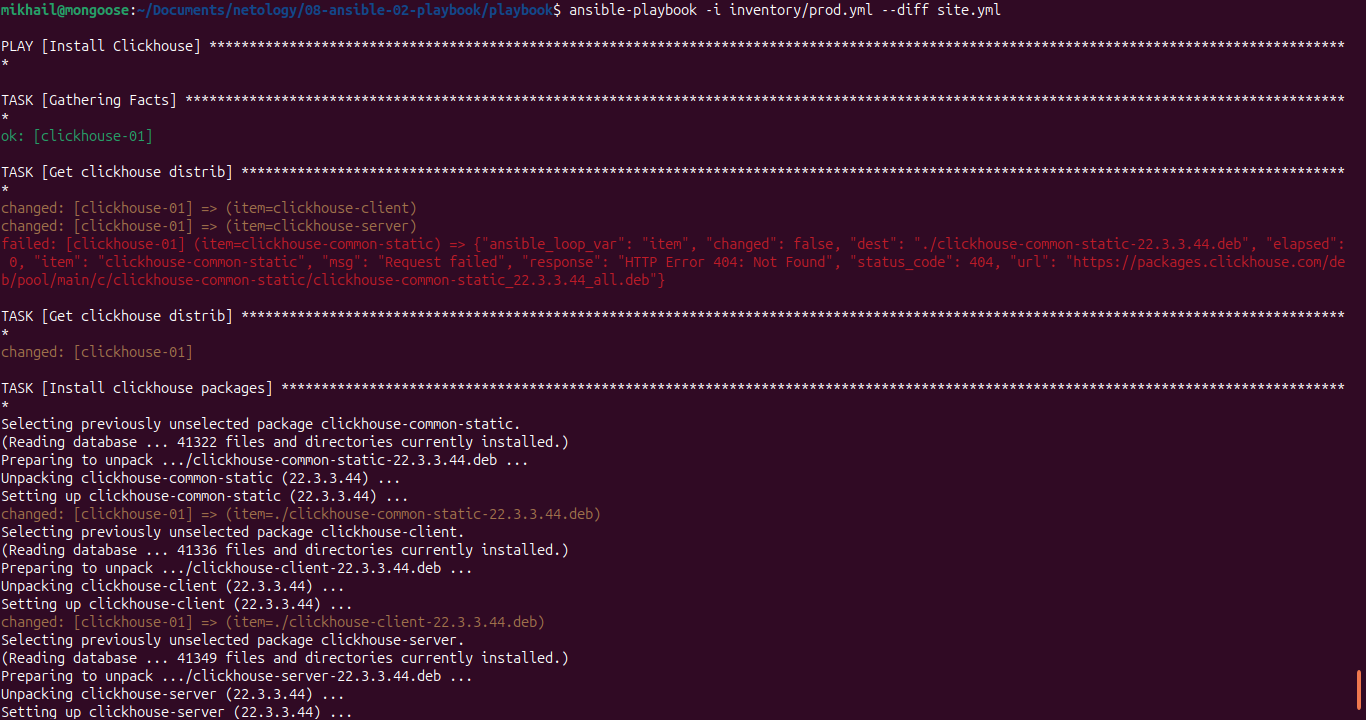 mikhail@mongoose:~/Documents/netology/08-ansible-02-playbook/playbook$ ansible-playbook -i inventory/prod.yml --diff site.yml
PLAY [Install Clickhouse] **********************************************************************************************************************************************
*
TASK [Gathering Facts] *************************************************************************************************************************************************
*
ok: [clickhouse-01]
TASK [Get clickhouse distrib] ******************************************************************************************************************************************
*
changed: [clickhouse-01] => (item=clickhouse-client)
changed: [clickhouse-01] => (item=clickhouse-server)
failed: [clickhouse-01] (item=clickhouse-common-static) => {"ansible_loop_var": "item", "changed": false, "dest": "./clickhouse-common-static-22.3.3.44.deb", "elapsed":
 0, "item": "clickhouse-common-static", "msg": "Request failed", "response": "HTTP Error 404: Not Found", "status_code": 404, "url": "https://packages.clickhouse.com/de
b/pool/main/c/clickhouse-common-static/clickhouse-common-static_22.3.3.44_all.deb"}
TASK [Get clickhouse distrib] ******************************************************************************************************************************************
*
changed: [clickhouse-01]
TASK [Install clickhouse packages] *************************************************************************************************************************************
*
Selecting previously unselected package clickhouse-common-static.
(Reading database ... 41322 files and directories currently installed.)
Preparing to unpack .../clickhouse-common-static-22.3.3.44.deb ...
Unpacking clickhouse-common-static (22.3.3.44) ...
Setting up clickhouse-common-static (22.3.3.44) ...
changed: [clickhouse-01] => (item=./clickhouse-common-static-22.3.3.44.deb)
Selecting previously unselected package clickhouse-client.
(Reading database ... 41336 files and directories currently installed.)
Preparing to unpack .../clickhouse-client-22.3.3.44.deb ...
Unpacking clickhouse-client (22.3.3.44) ...
Setting up clickhouse-client (22.3.3.44) ...
changed: [clickhouse-01] => (item=./clickhouse-client-22.3.3.44.deb)
Selecting previously unselected package clickhouse-server.
(Reading database ... 41349 files and directories currently installed.)
Preparing to unpack .../clickhouse-server-22.3.3.44.deb ...
Unpacking clickhouse-server (22.3.3.44) ...
Setting up clickhouse-server (22.3.3.44) ...